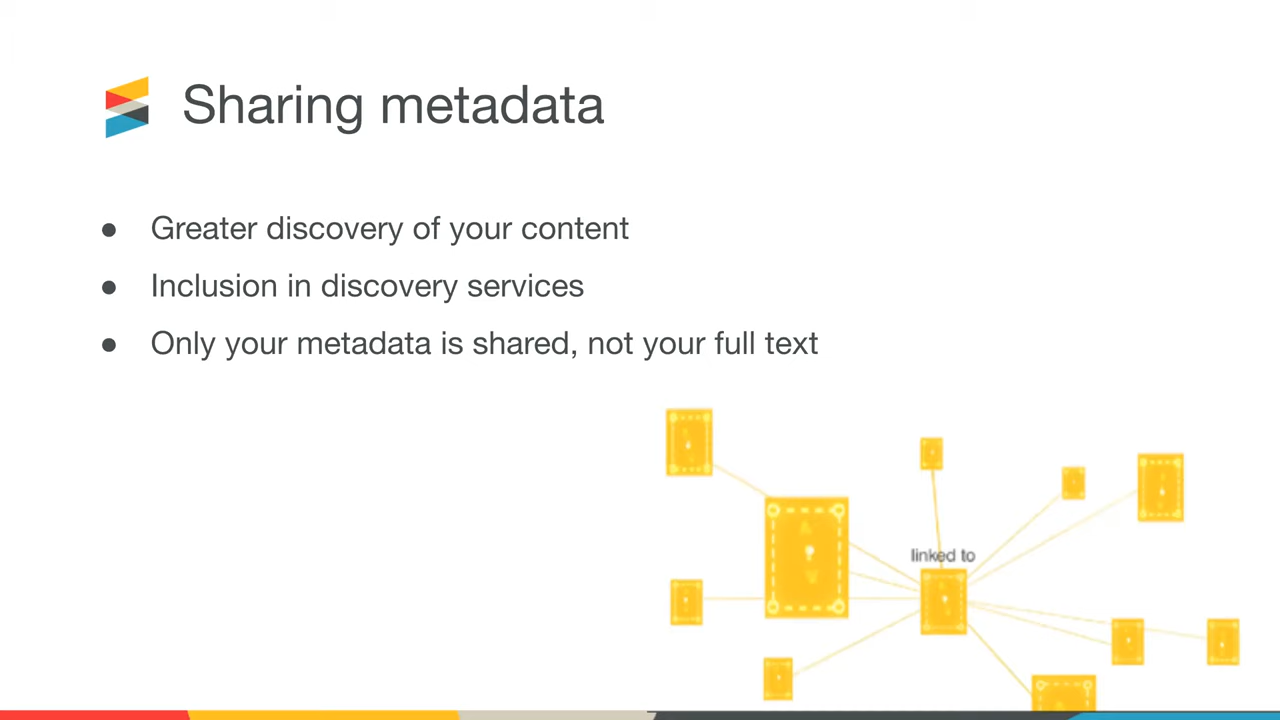 Sharing metadata
● Greater discovery of your content
● Inclusion in discovery services
● Only your metadata is shared, not your full text
linked to